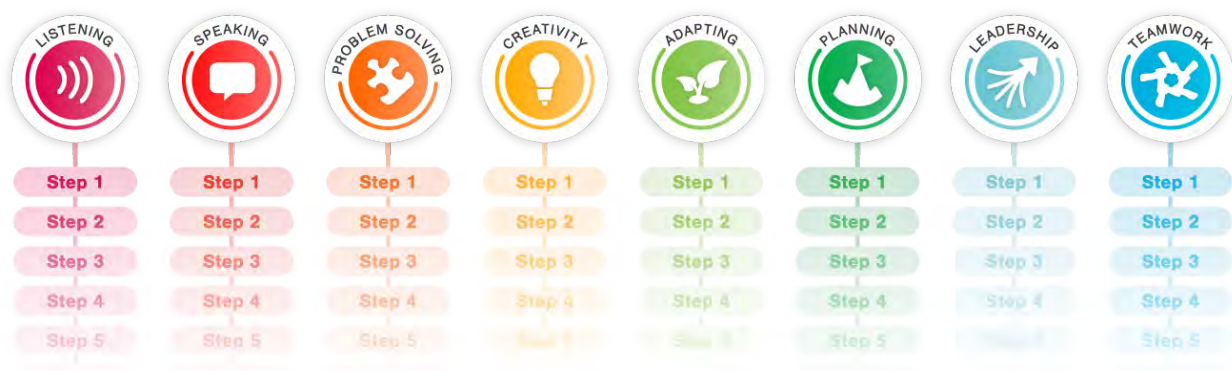 LISTENING SPEAKING PROBLEM SOLVING CREATIVITY ADAPTING PLANNING LEADERSHIP TEAMWORK
Step 1 Step 1 Step 1 Step 1 Step 1 Step 1 Step 1 Step 1
Step 2 Step 2 Step 2 Step 2 Step 2 Step 2 Step 2 Step 2
Step 3 Step 3 Step 3 Step 3 Step 3 Step 3 Step 3 Step 3
Step 4 Step 4 Step 4 Step 4 Step 4 Step 4 Step 4 Step 4
Step 5 Step 5 Step 5 Step 5 Step 5